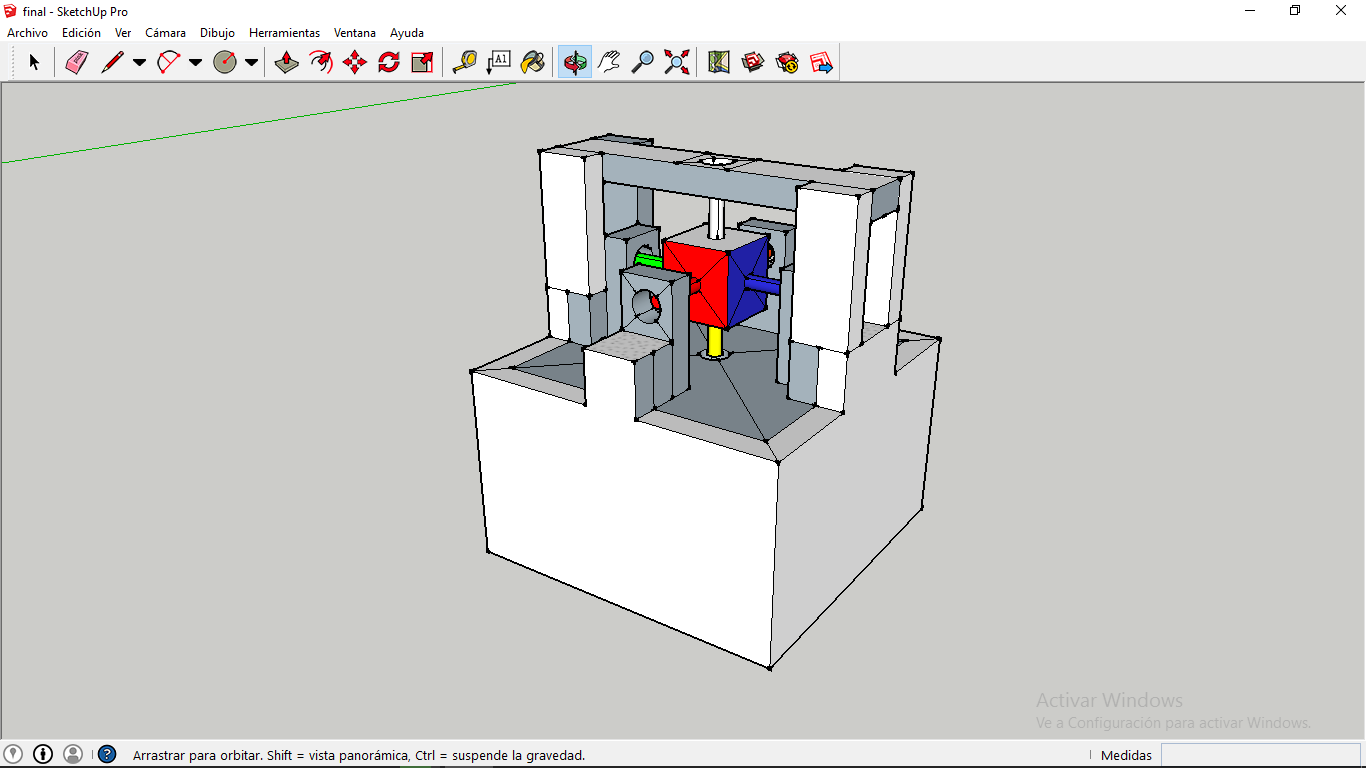 final - SketchUp Pro
Archivo Edición Ver Cámara Dibujo Herramientas Ventana Ayuda
A1
Activar Windows
Ve a Configuración para activar Windows.
Arrastrar para orbitar. Shift = vista panorámica, Ctrl = suspende la gravedad. Medidas